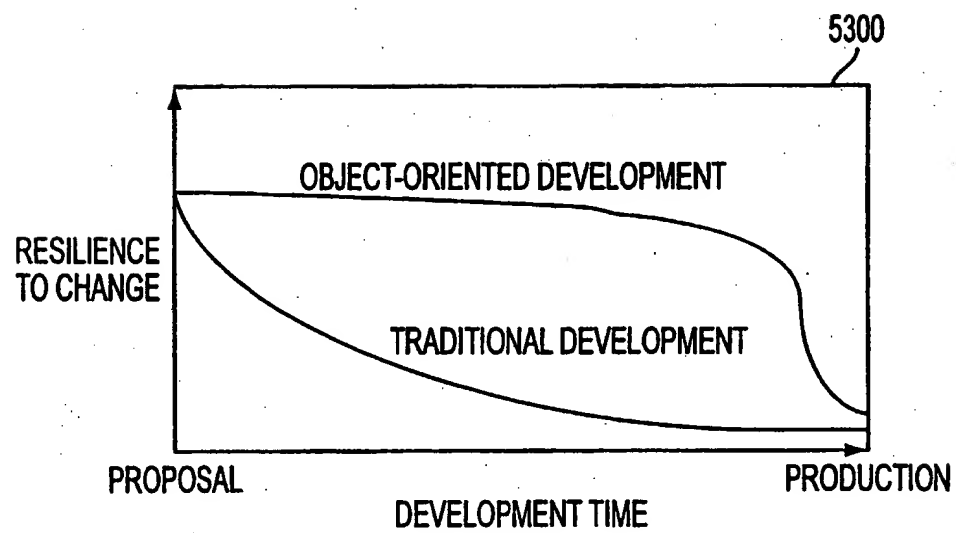 5300
OBJECT-ORIENTED DEVELOPMENT
RESILIENCE
TO CHANGE
TRADITIONAL DEVELOPMENT
PROPOSAL
PRODUCTION
DEVELOPMENT TIME